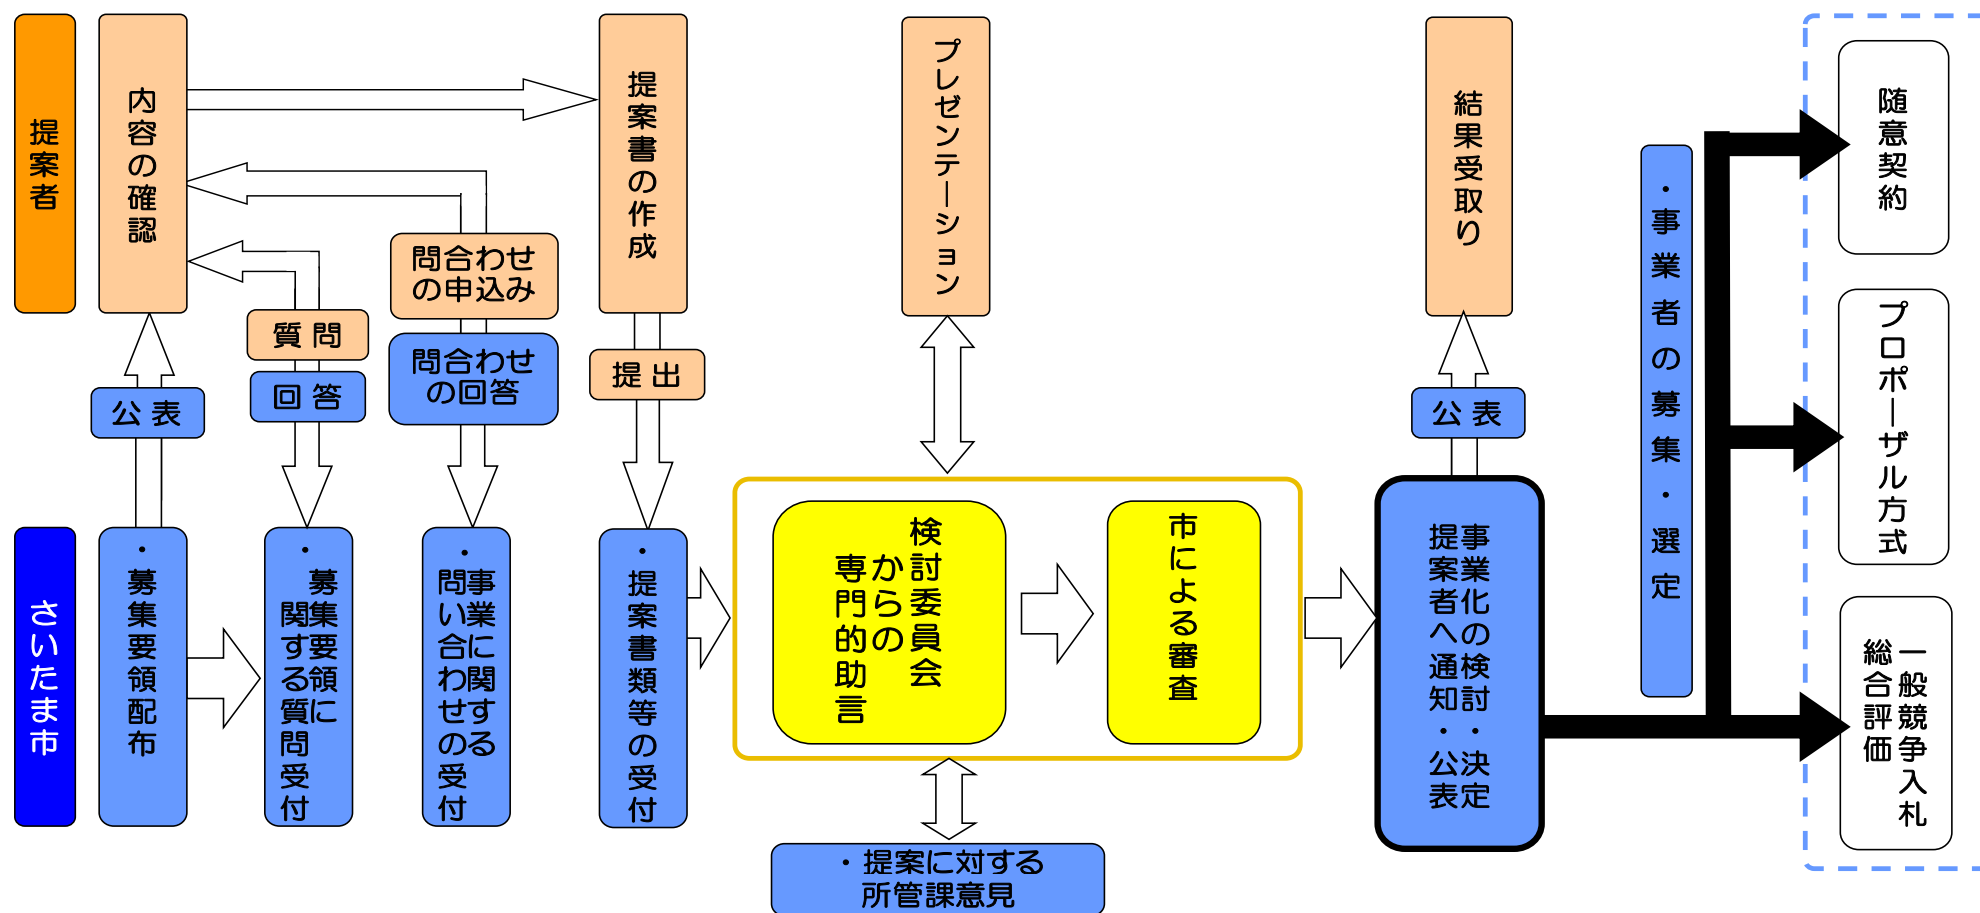 提案者
内容の確認
提案書の作成
プレゼンテーション
結果受取り
問合わせ
の申込み
質問
問合わせ
の回答
回答
提出
公表
公表
さいたま市
・募集要領配布
・募集要領に
関する質問受付
・事業に関する
問い合わせの受付
・提案書類等の受付
検討委員会
からの
専門的助言
市による審査
・提案に対する
所管課意見
事業化の検討・決定
提案者へ通知・公表
・事業者の募集・選定
随意契約
プロポーザル方式
一般競争入札
総合評価